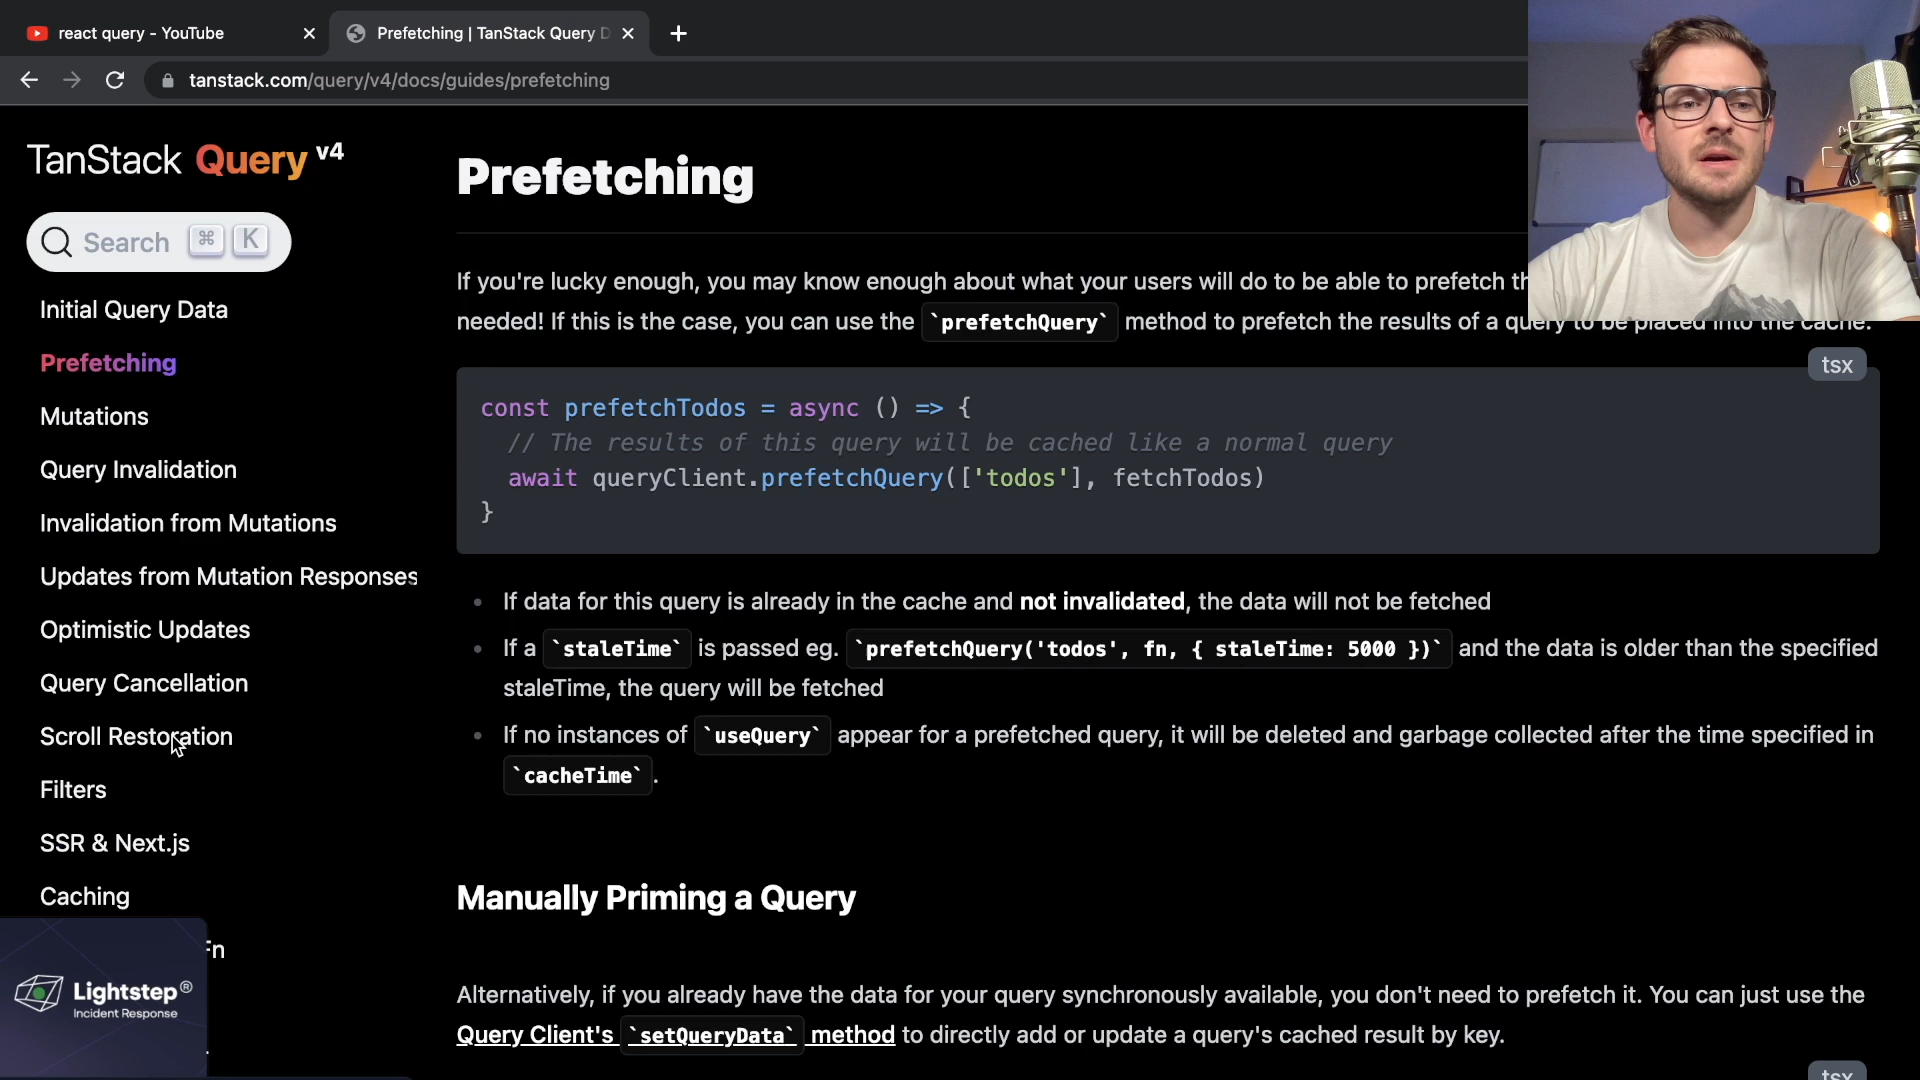 react query - YouTube
Prefetching | TanStack Query D
tanstack.com/query/v4/docs/guides/prefetching
TanStack Query v4
Search ⌘ K
Initial Query Data
Prefetching
Mutations
Query Invalidation
Invalidation from Mutations
Updates from Mutation Responses
Optimistic Updates
Query Cancellation
Scroll Restoration
Filters
SSR & Next.js
Caching
Fn
Lightstep®
Incident Response
Prefetching
If you're lucky enough, you may know enough about what your users will do to be able to prefetch th
needed! If this is the case, you can use the `prefetchQuery` method to prefetch the results of a query to be placed into the cache.
tsx
const prefetchTodos = async () => {
// The results of this query will be cached like a normal query
await queryClient.prefetchQuery(['todos'], fetchTodos)
}
If data for this query is already in the cache and not invalidated, the data will not be fetched
If a `staleTime` is passed eg. `prefetchQuery('todos', fn, { staleTime: 5000 })` and the data is older than the specified
staleTime, the query will be fetched
If no instances of `useQuery` appear for a prefetched query, it will be deleted and garbage collected after the time specified in
`cacheTime`.
Manually Priming a Query
Alternatively, if you already have the data for your query synchronously available, you don't need to prefetch it. You can just use the
Query Client's `setQueryData` method to directly add or update a query's cached result by key.
tsx